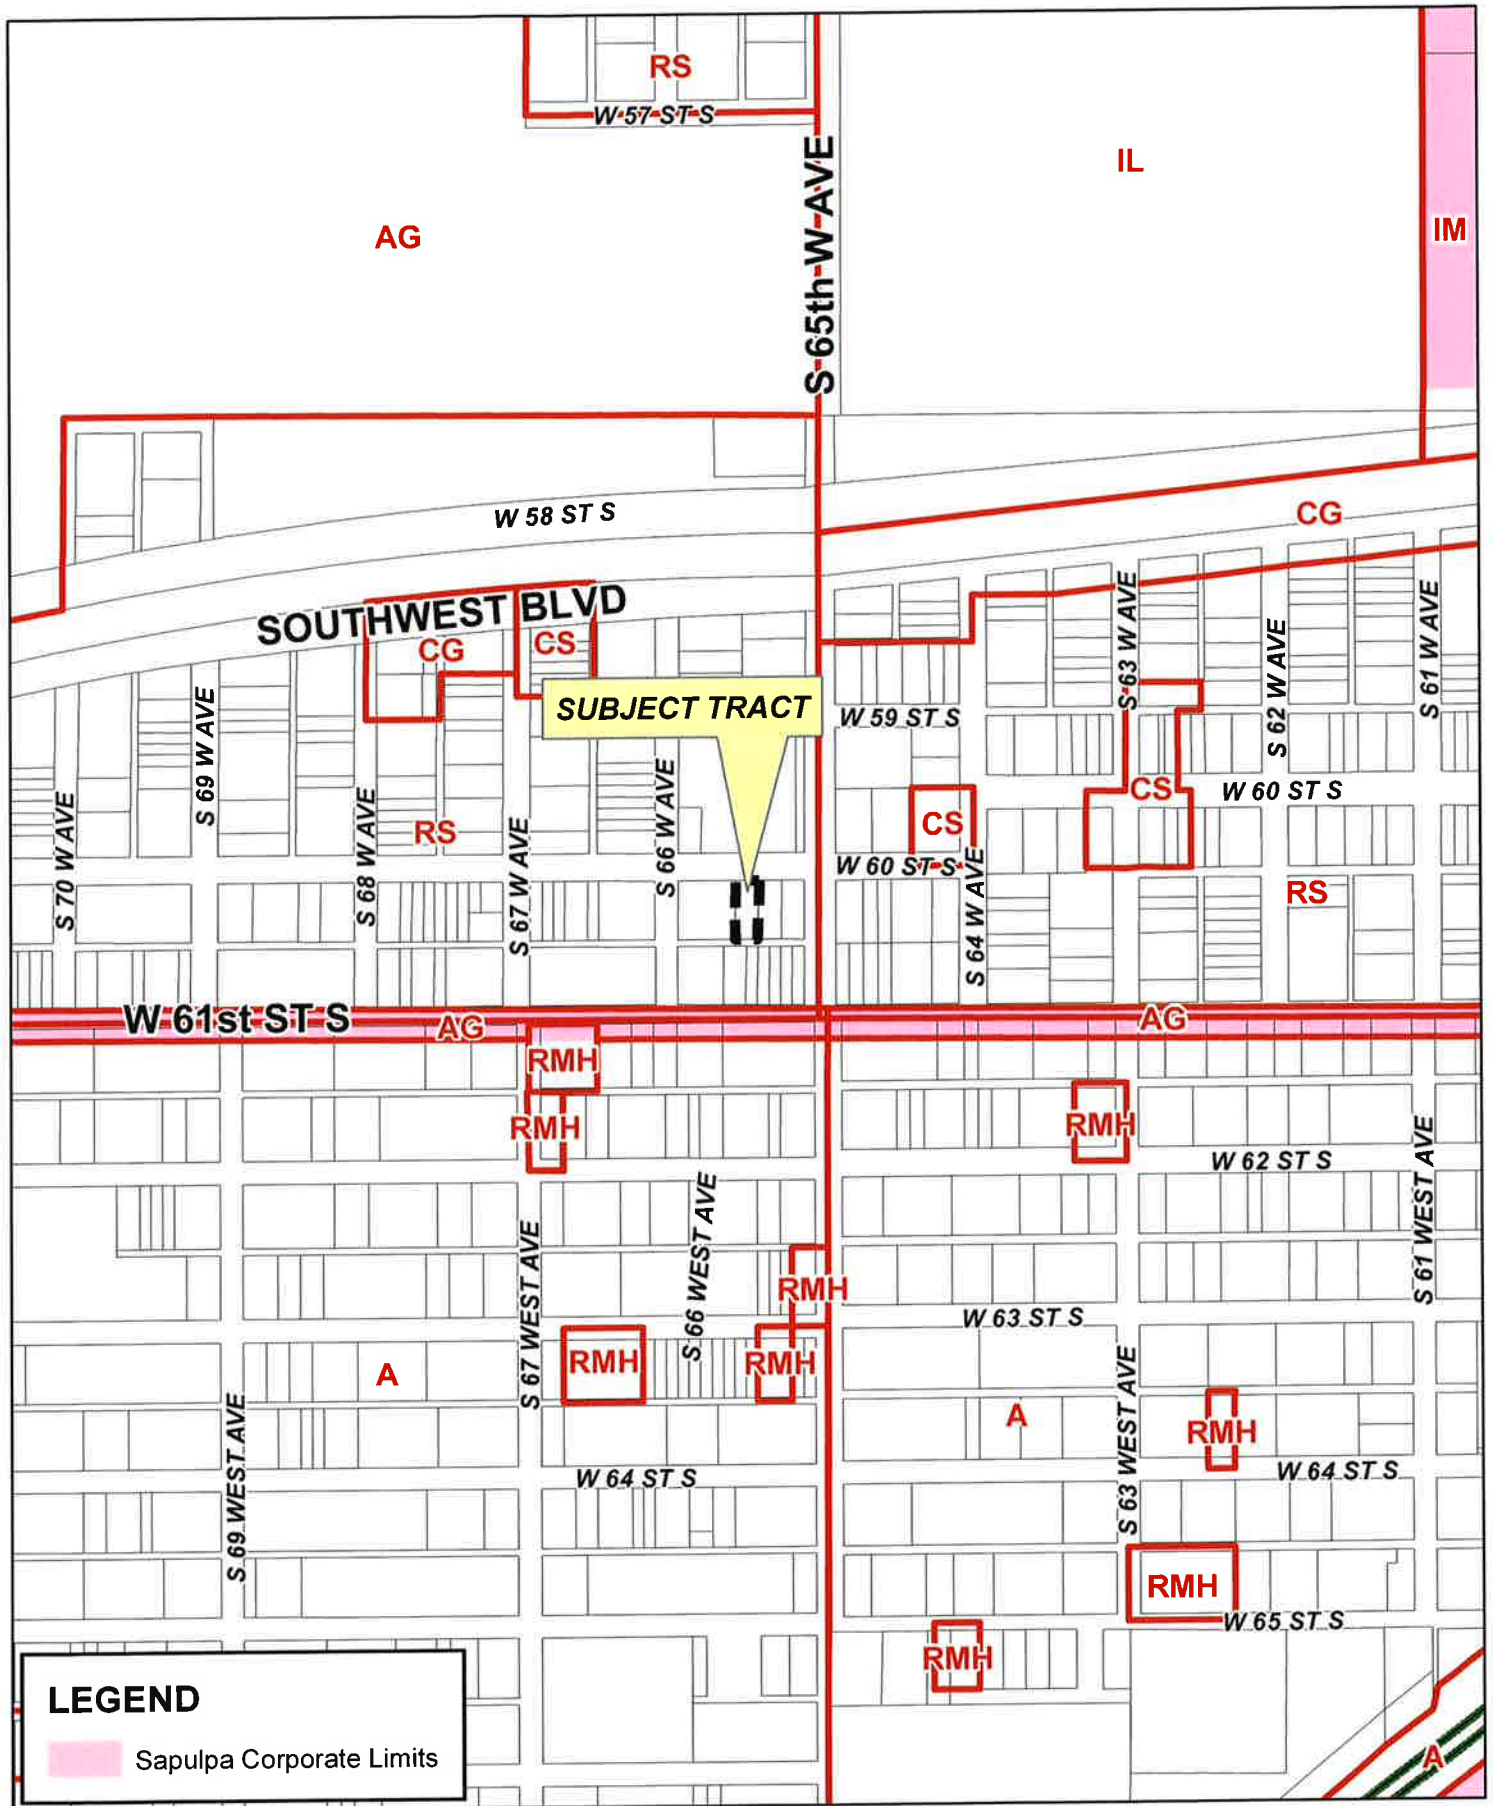 RS
W 57 ST S
S 65th W AVE
IL
IM
AG
W 58 ST S
CG
SOUTHWEST BLVD
CG
CS
SUBJECT TRACT
S 63 W AVE
S 62 W AVE
S 61 W AVE
W 59 ST S
S 69 W AVE
S 70 W AVE
S 68 W AVE
RS
S 67 W AVE
S 66 W AVE
CS
W 60 ST S
CS
W 60 ST S
S 64 W AVE
RS
W 61st ST S
AG
AG
RMH
RMH
RMH
W 62 ST S
S 61 WEST AVE
S 67 WEST AVE
S 66 WEST AVE
RMH
W 63 ST S
A
RMH
RMH
S 69 WEST AVE
A
S 63 WEST AVE
RMH
W 64 ST S
W 64 ST S
RMH
W 65 ST S
RMH
A
LEGEND
Sapulpa Corporate Limits